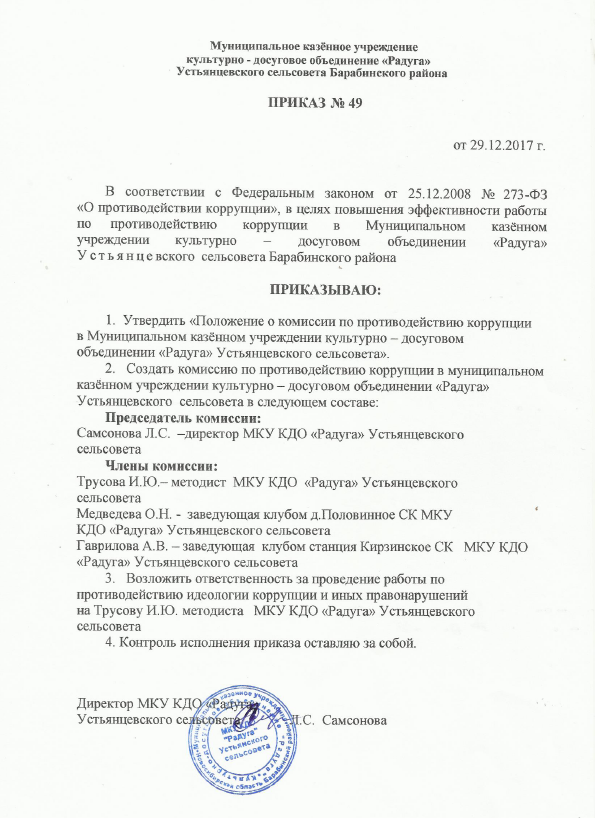 Муниципальное казённое учреждение
культурно - досуговое объединение «Радуга»
Устьянцевского сельсовета Барабинского района
ПРИКАЗ № 49
от 29.12.2017 г.
В соответствии с Федеральным законом от 25.12.2008 № 273-ФЗ
«О противодействии коррупции», в целях повышения эффективности работы
по противодействию коррупции в Муниципальном казённом
учреждении культурно – досуговом объединении «Радуга»
Устьянцевского сельсовета Барабинского района
ПРИКАЗЫВАЮ:
1. Утвердить «Положение о комиссии по противодействию коррупции
в Муниципальном казённом учреждении культурно – досуговом
объединении «Радуга» Устьянцевского сельсовета».
2. Создать комиссию по противодействию коррупции в муниципальном
казённом учреждении культурно – досуговом объединении «Радуга»
Устьянцевского сельсовета в следующем составе:
Председатель комиссии:
Самсонова Л.С. –директор МКУ КДО «Радуга» Устьянцевского
сельсовета
Члены комиссии:
Трусова И.Ю.– методист МКУ КДО «Радуга» Устьянцевского
сельсовета
Медведева О.Н. - заведующая клубом д.Половинное СК МКУ
КДО «Радуга» Устьянцевского сельсовета
Гаврилова А.В. – заведующая клубом станция Кирзинское СК МКУ КДО
«Радуга» Устьянцевского сельсовета
3. Возложить ответственность за проведение работы по
противодействию идеологии коррупции и иных правонарушений
на Трусову И.Ю. методиста МКУ КДО «Радуга» Устьянцевского
сельсовета
4. Контроль исполнения приказа оставляю за собой.
Директор МКУ КДО «Радуга»
Устьянцевского сельсовета Л.С. Самсонова
"Радуга"
Устьянского
сельсовета